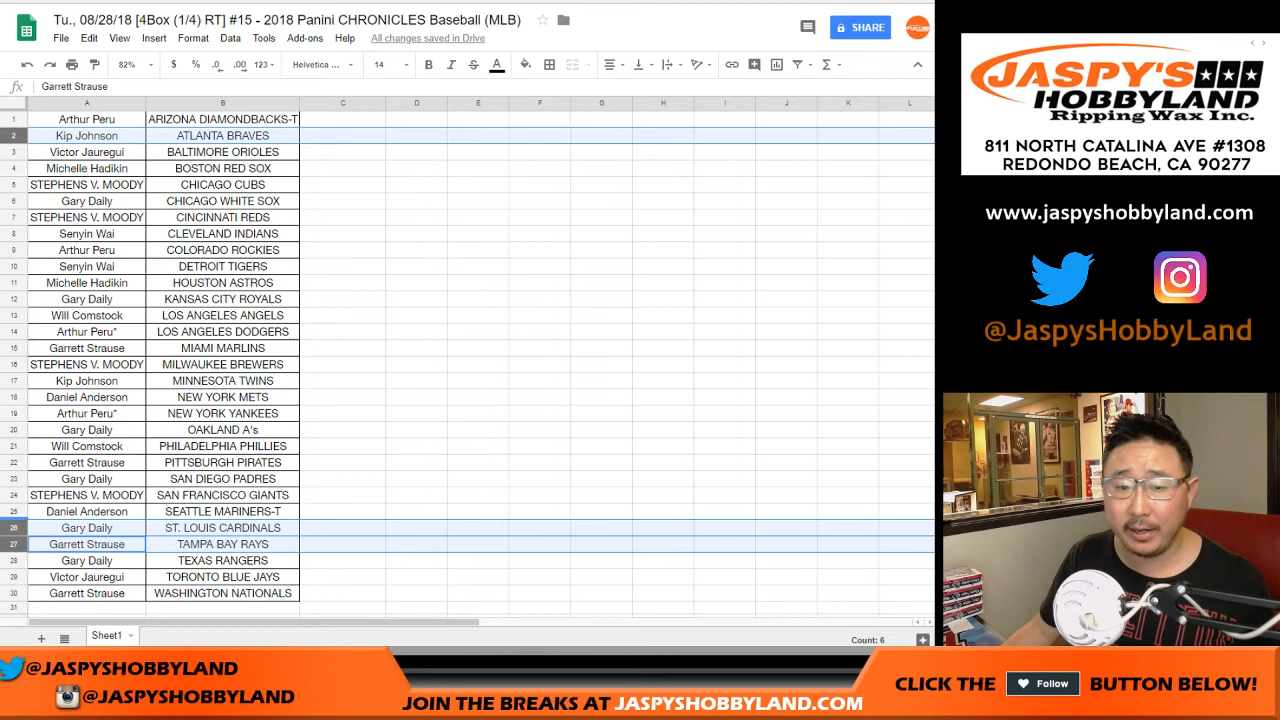 Tu., 08/28/18 [4Box (1/4) RT] #15 - 2018 Panini CHRONICLES Baseball (MLB)
File Edit View Insert Format Data Tools Add-ons Help All changes saved in Drive
SHARE
82% $ % .0 .00 123 Helvetica ... 14 B I S A
fx Garrett Strause
A B C D E F G H I J K L
1 Arthur Peru ARIZONA DIAMONDBACKS-T
2 Kip Johnson ATLANTA BRAVES
3 Victor Jauregui BALTIMORE ORIOLES
4 Michelle Hadikin BOSTON RED SOX
5 STEPHENS V. MOODY CHICAGO CUBS
6 Gary Daily CHICAGO WHITE SOX
7 STEPHENS V. MOODY CINCINNATI REDS
8 Senyin Wai CLEVELAND INDIANS
9 Arthur Peru COLORADO ROCKIES
10 Senyin Wai DETROIT TIGERS
11 Michelle Hadikin HOUSTON ASTROS
12 Gary Daily KANSAS CITY ROYALS
13 Will Comstock LOS ANGELES ANGELS
14 Arthur Peru* LOS ANGELES DODGERS
15 Garrett Strause MIAMI MARLINS
16 STEPHENS V. MOODY MILWAUKEE BREWERS
17 Kip Johnson MINNESOTA TWINS
18 Daniel Anderson NEW YORK METS
19 Arthur Peru* NEW YORK YANKEES
20 Gary Daily OAKLAND A's
21 Will Comstock PHILADELPHIA PHILLIES
22 Garrett Strause PITTSBURGH PIRATES
23 Gary Daily SAN DIEGO PADRES
24 STEPHENS V. MOODY SAN FRANCISCO GIANTS
25 Daniel Anderson SEATTLE MARINERS-T
26 Gary Daily ST. LOUIS CARDINALS
27 Garrett Strause TAMPA BAY RAYS
28 Gary Daily TEXAS RANGERS
29 Victor Jauregui TORONTO BLUE JAYS
30 Garrett Strause WASHINGTON NATIONALS
31
Sheet1
Count: 6
JASPY'S
HOBBYLAND
Ripping Wax Inc.
811 NORTH CATALINA AVE #1308
REDONDO BEACH, CA 90277
www.jaspyshobbyland.com
@JaspysHobbyLand
@JASPYSHOBBYLAND
@JASPYSHOBBYLAND
JOIN THE BREAKS AT JASPYSHOBBYLAND.COM
CLICK THE Follow BUTTON BELOW!